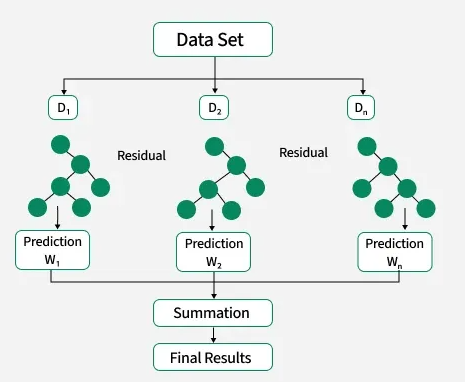 Data Set
D₁
D₂
Dₙ
Residual
Residual
Prediction
W₁
Prediction
W₂
Prediction
Wₙ
Summation
Final Results